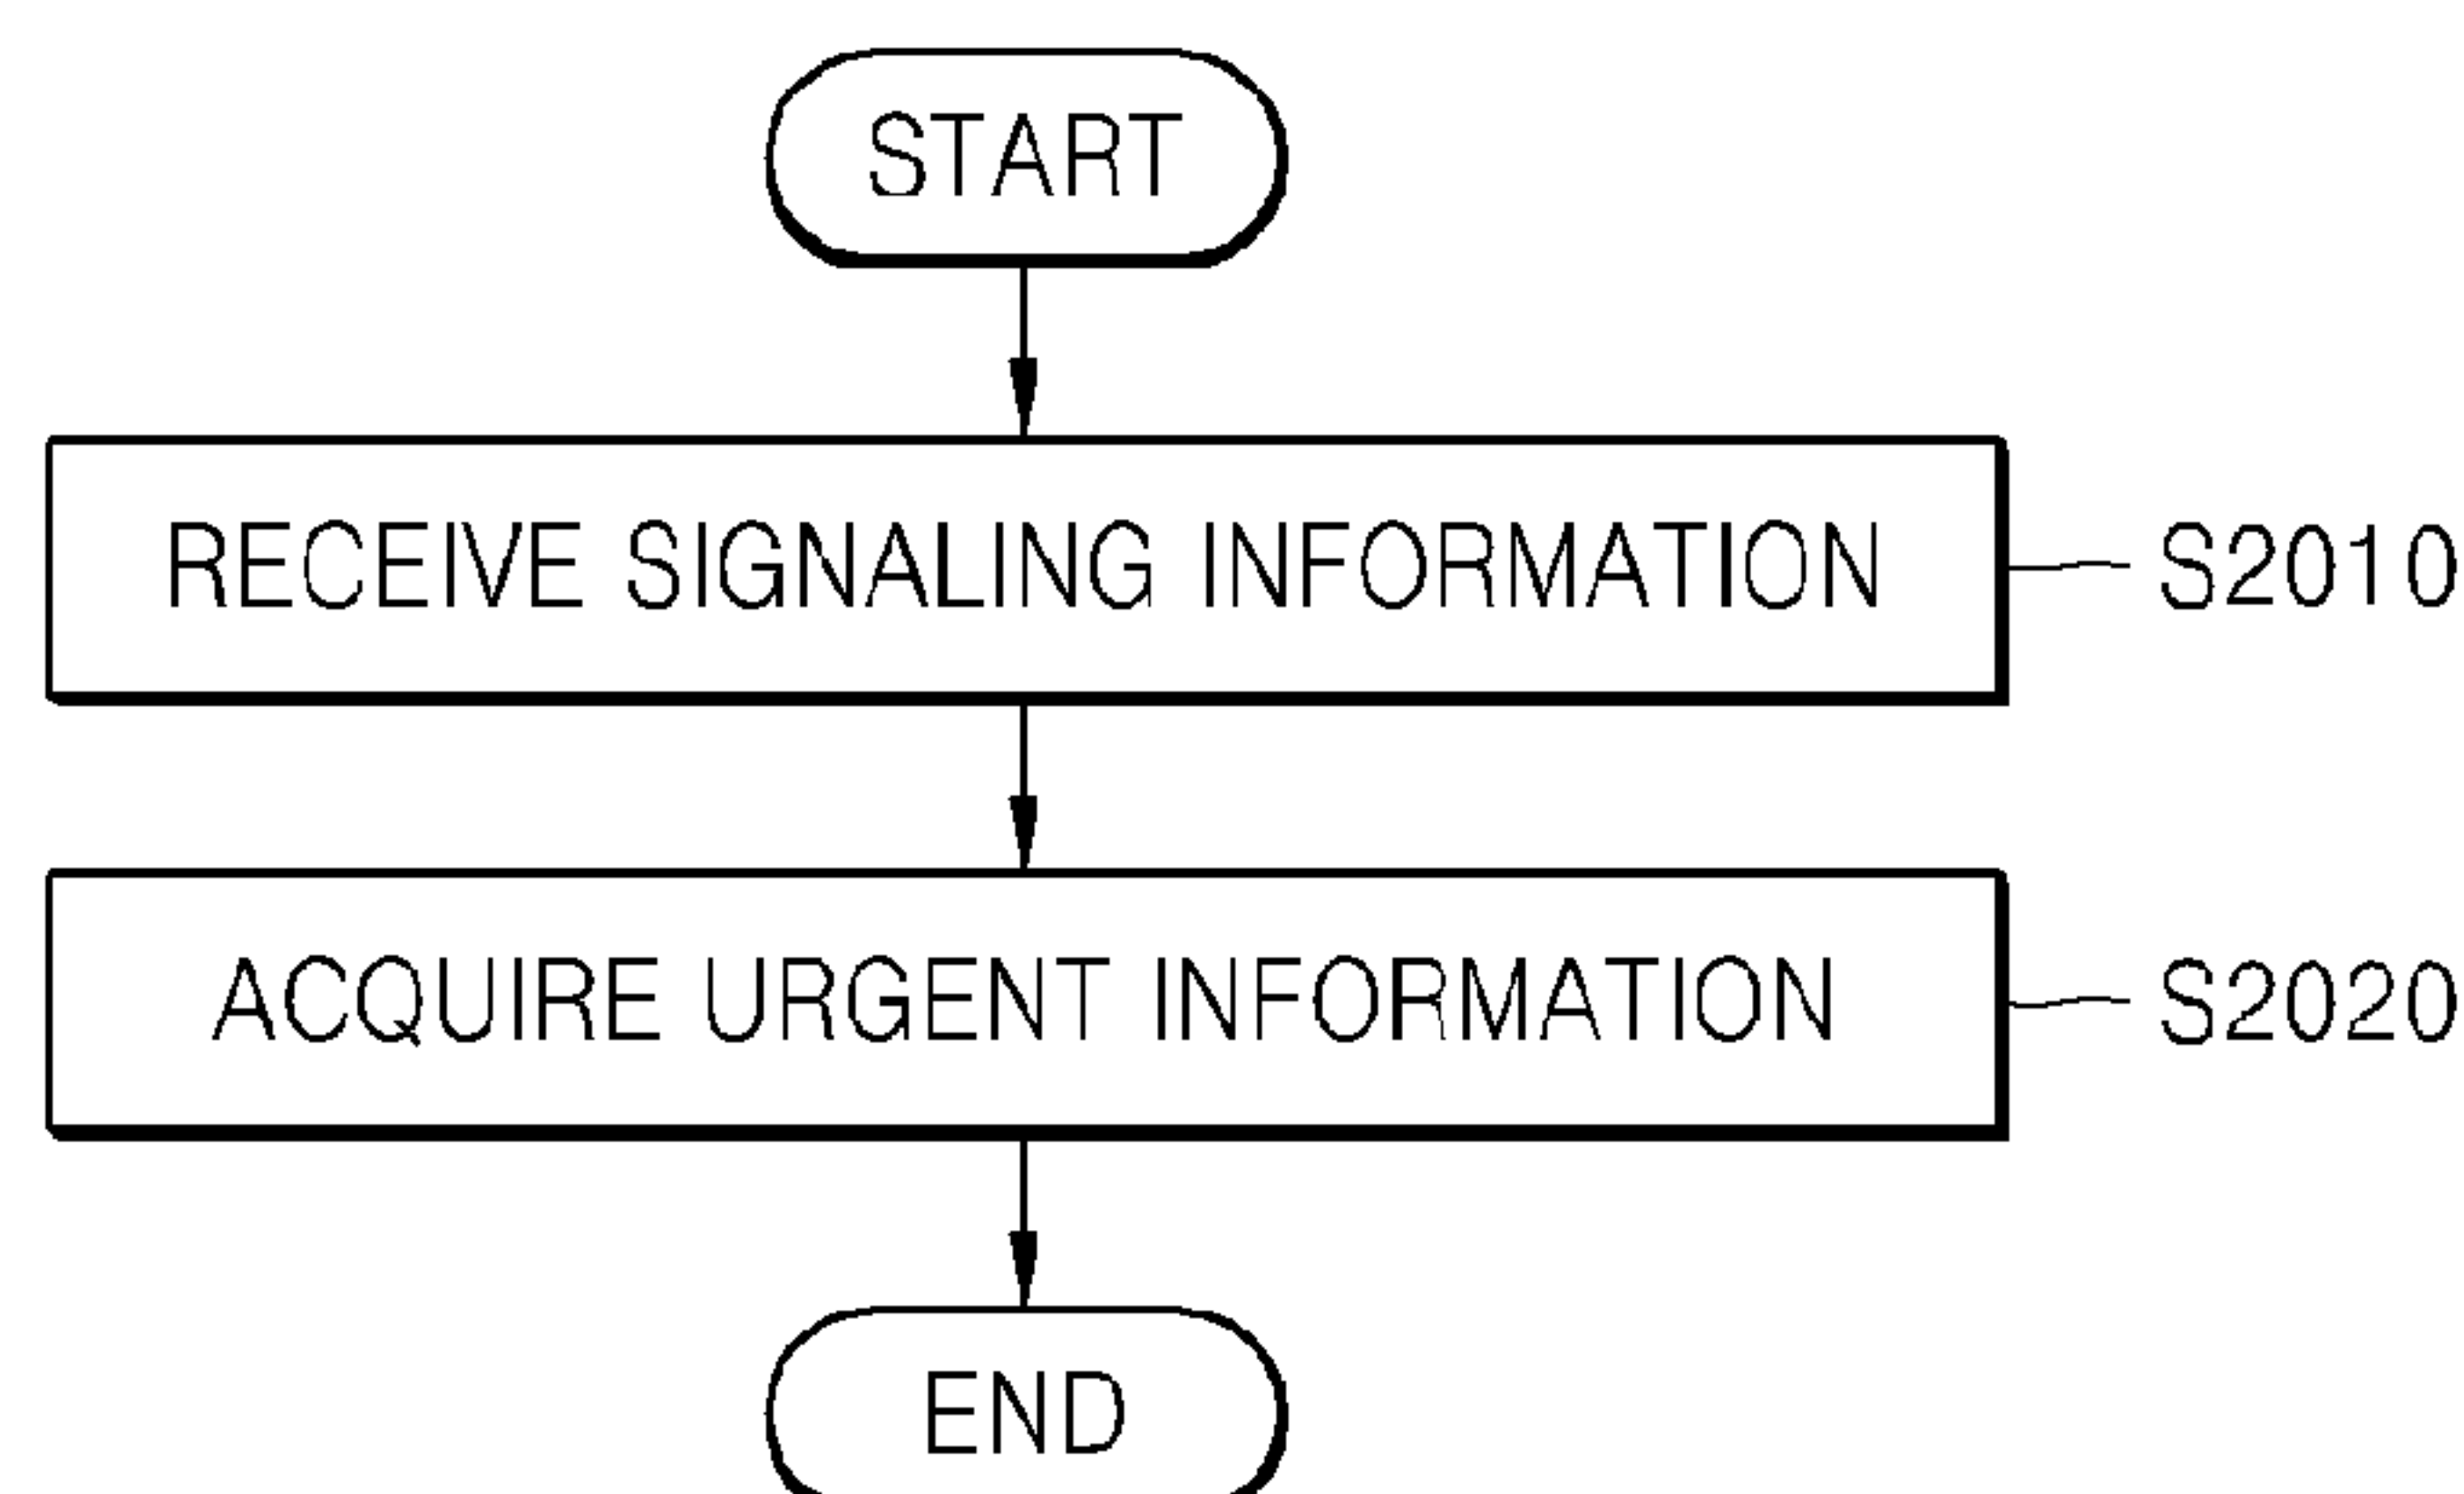 START
RECEIVE SIGNALING INFORMATION
S2010
ACQUIRE URGENT INFORMATION
S2020
END